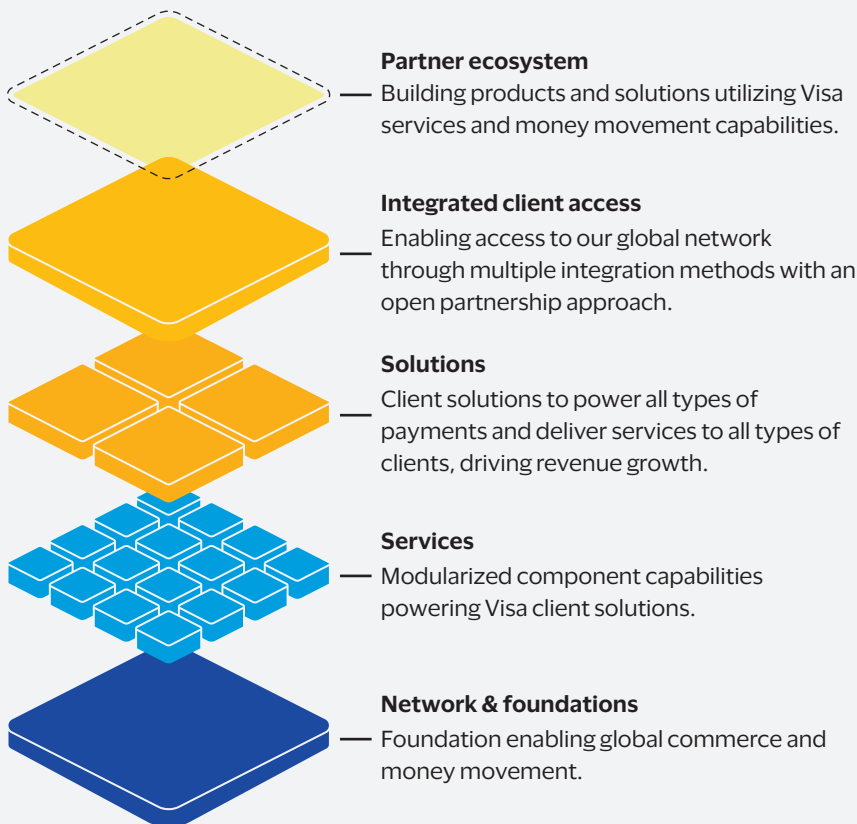 Partner ecosystem
Building products and solutions utilizing Visa
services and money movement capabilities.
Integrated client access
Enabling access to our global network
through multiple integration methods with an
open partnership approach.
Solutions
Client solutions to power all types of
payments and deliver services to all types of
clients, driving revenue growth.
Services
Modularized component capabilities
powering Visa client solutions.
Network & foundations
Foundation enabling global commerce and
money movement.